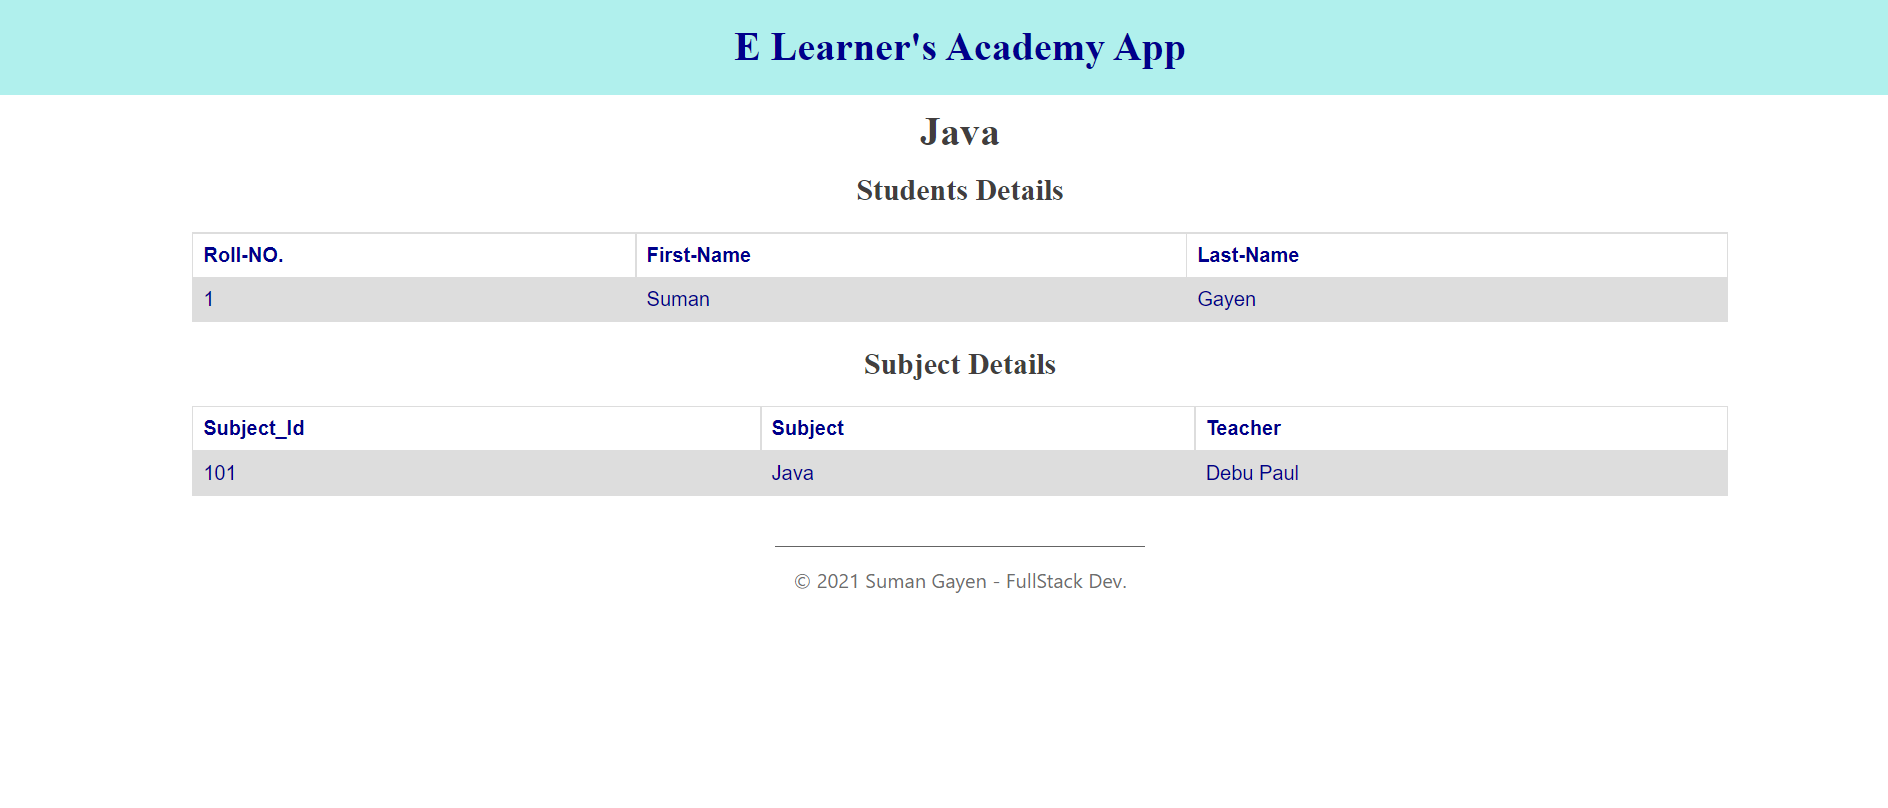 E Learner's Academy App
Java
Students Details
Roll-NO. First-Name Last-Name
1 Suman Gayen
Subject Details
Subject_Id Subject Teacher
101 Java Debu Paul
© 2021 Suman Gayen - FullStack Dev.